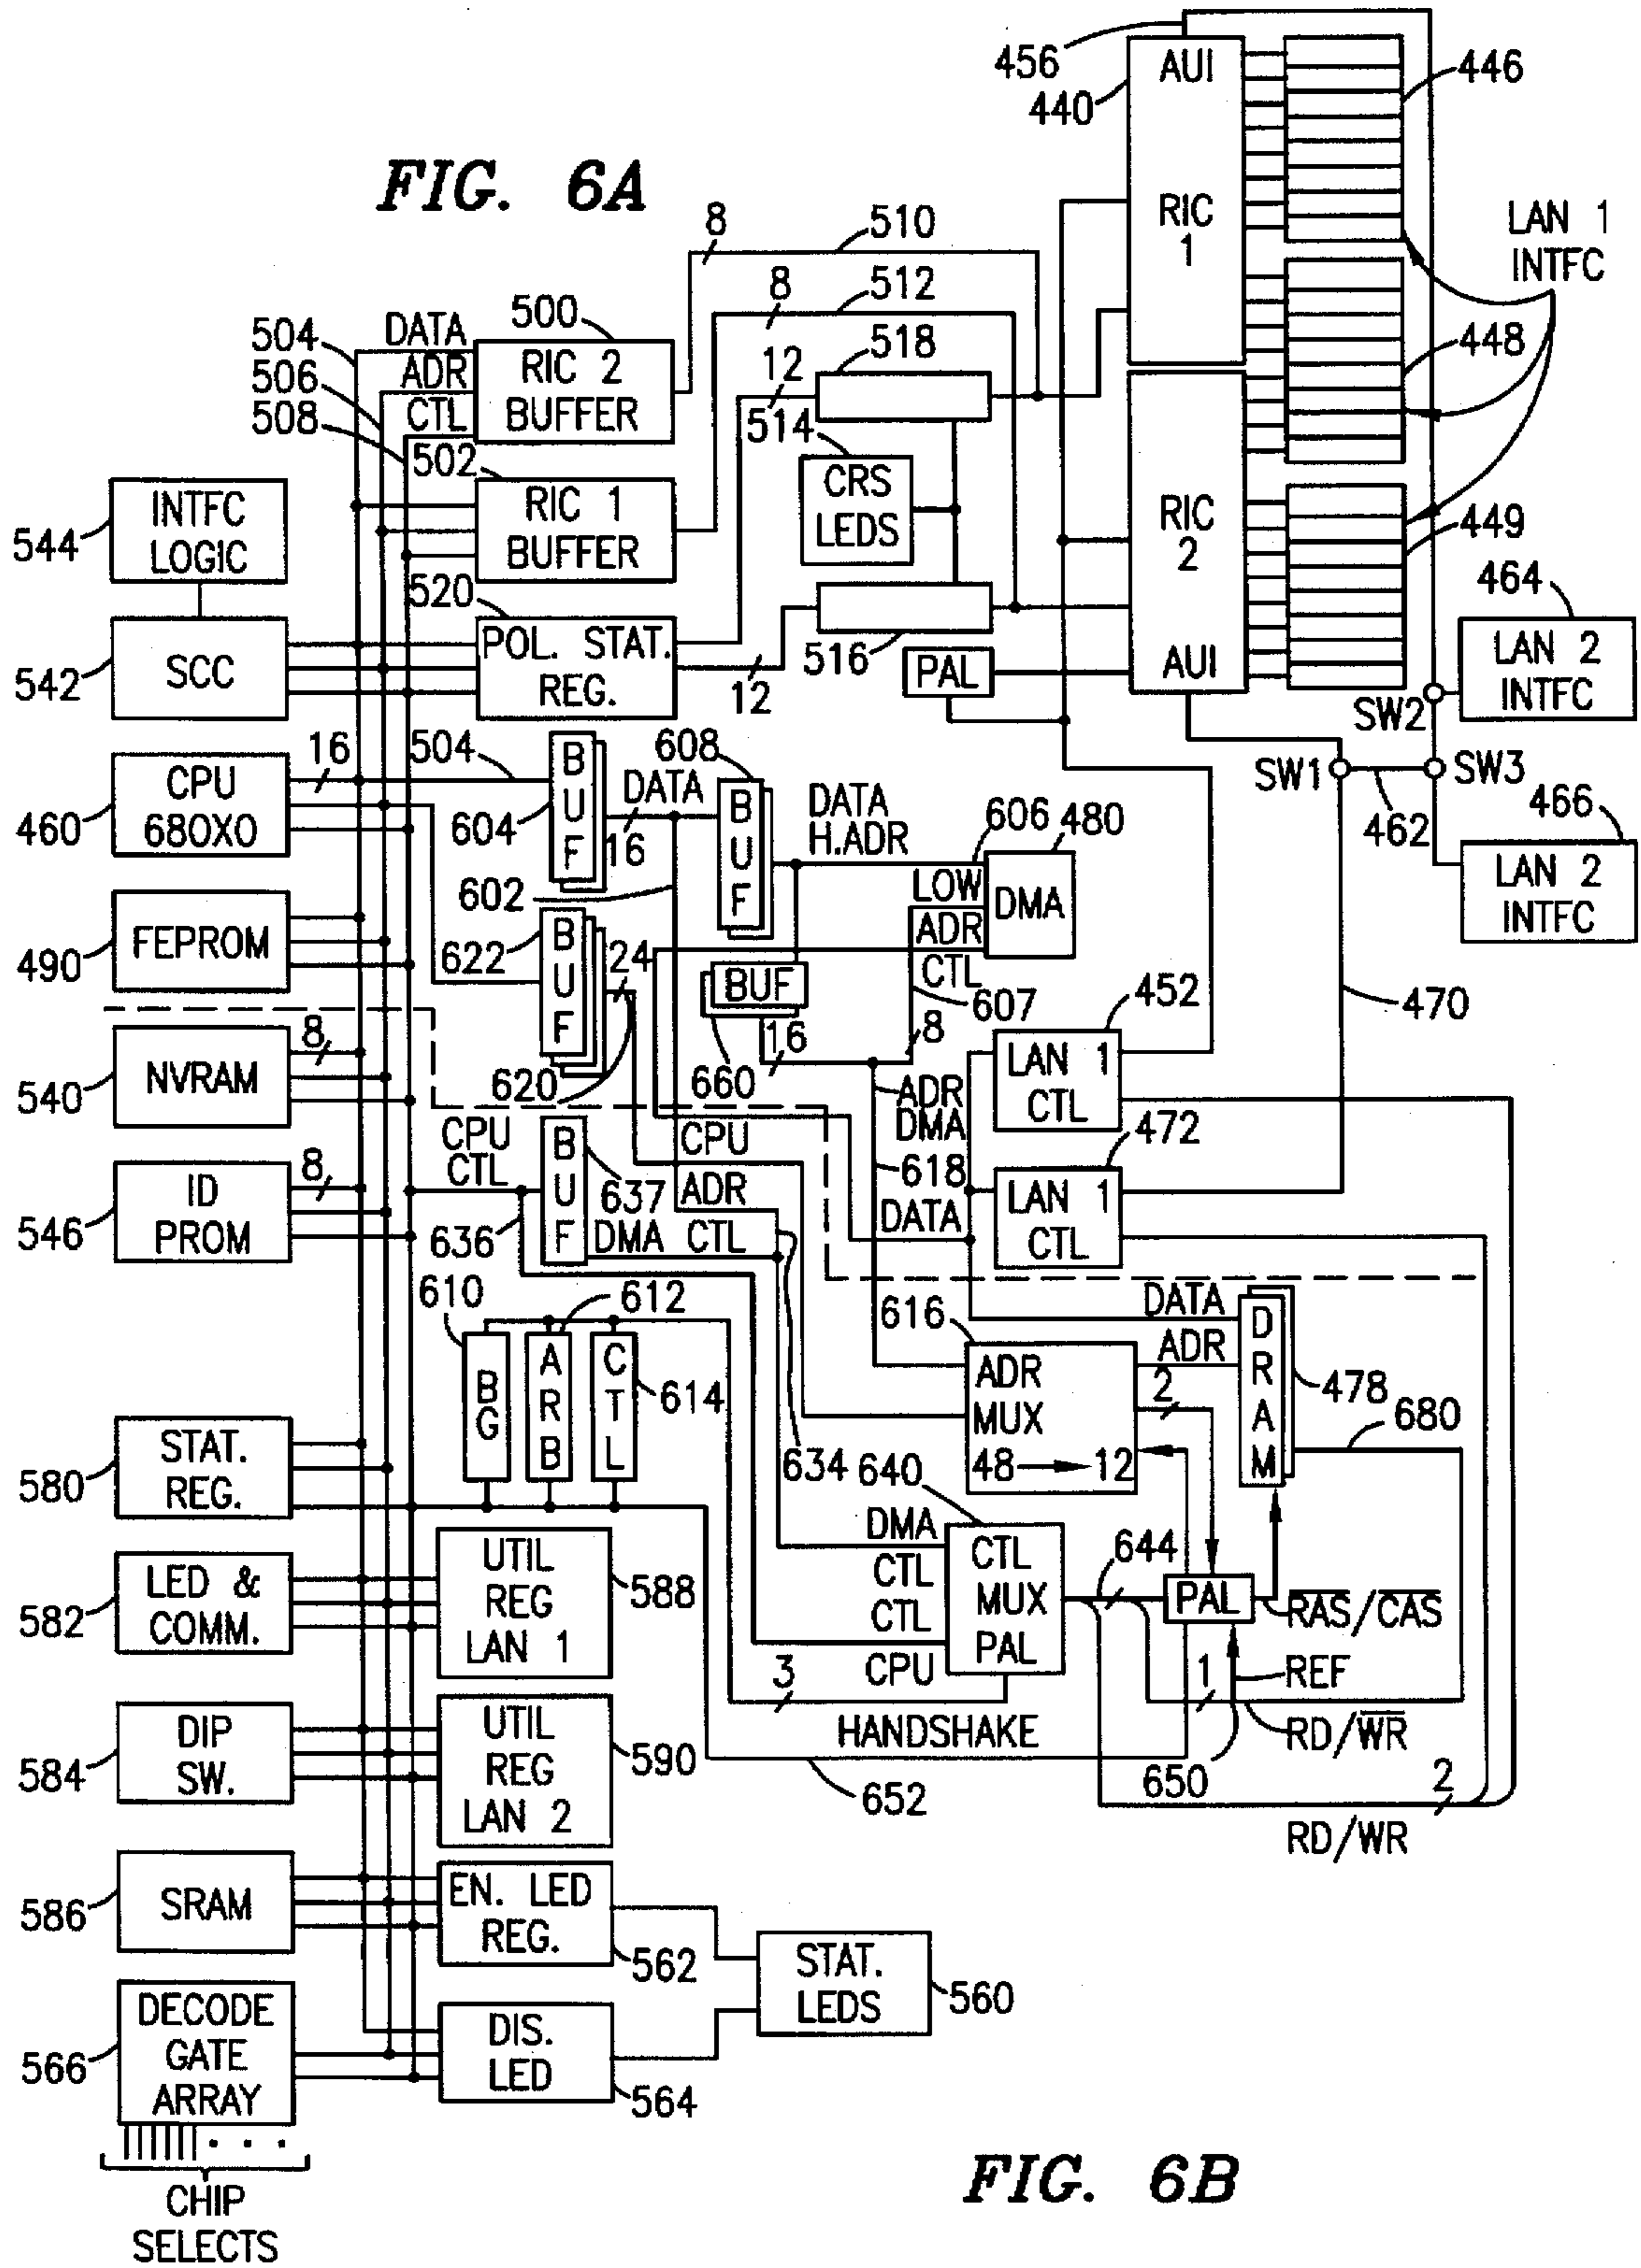 FIG. 6A
456
440
AUI
RIC
1
446
LAN 1
INTFC
448
449
8
510
8
512
504
506
508
DATA
ADR
CTL
500
RIC 2
BUFFER
12
518
514
CRS
LEDS
502
RIC 1
BUFFER
544
INTFC
LOGIC
RIC
2
AUI
464
LAN 2
INTFC
520
POL. STAT.
REG.
12
516
PAL
542
SCC
SW2
SW1
SW3
462
466
LAN 2
INTFC
16
504
460
CPU
680X0
604
BUF
DATA
16
608
BUF
DATA
H.ADR
606
480
LOW
ADR
CTL
DMA
602
490
FEPROM
622
BUF
24
620
BUF
660
16
607
8
452
LAN 1
CTL
470
540
NVRAM
8
ADR
DMA
618
DATA
472
LAN 1
CTL
CPU
CTL
BUF
637
636
CPU
ADR
DMA CTL
546
ID
PROM
8
610
BG
612
ARB
CTL
614
634
616
ADR
MUX
48 12
DATA
ADR
2
DRAM
478
680
580
STAT.
REG.
640
DMA
CTL
CTL
CPU
CTL
MUX
PAL
644
PAL
RAS/CAS
582
LED &
COMM.
UTIL
REG
LAN 1
588
3
1
REF
RD/WR
HANDSHAKE
652
650
2
RD/WR
584
DIP
SW.
UTIL
REG
LAN 2
590
586
SRAM
EN. LED
REG.
562
STAT.
LEDS
560
566
DECODE
GATE
ARRAY
DIS.
LED
564
CHIP
SELECTS
FIG. 6B